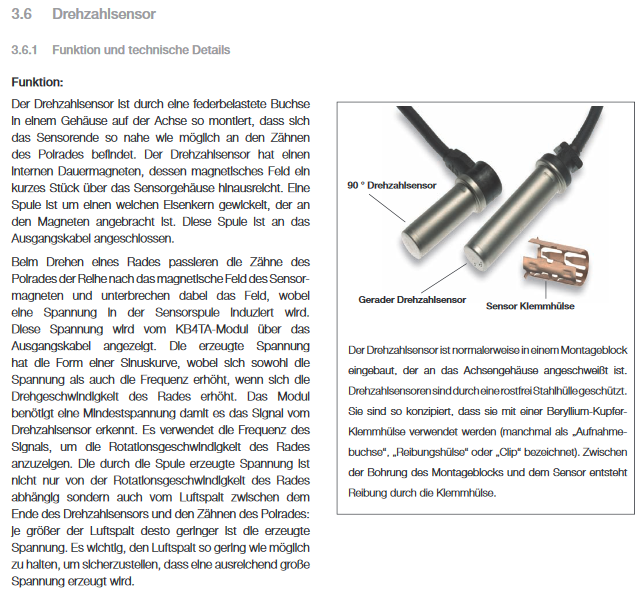 3.6 Drehzahlsensor
3.6.1 Funktion und technische Details
Funktion:
Der Drehzahlsensor ist durch eine federbelastete Buchse
in einem Gehäuse auf der Achse so montiert, dass sich
das Sensorende so nahe wie möglich an den Zähnen
des Polrades befindet. Der Drehzahlsensor hat einen
internen Dauermagneten, dessen magnetisches Feld ein
kurzes Stück über das Sensorgehäuse hinausreicht. Eine
Spule ist um einen weichen Eisenkern gewickelt, der an
den Magneten angebracht ist. Diese Spule ist an das
Ausgangskabel angeschlossen.
Beim Drehen eines Rades passieren die Zähne des
Polrades der Reihe nach das magnetische Feld des Sensor-
magneten und unterbrechen dabei das Feld, wobei
eine Spannung in der Sensorspule induziert wird.
Diese Spannung wird vom KB4TA-Modul über das
Ausgangskabel angezeigt. Die erzeugte Spannung
hat die Form einer Sinuskurve, wobei sich sowohl die
Spannung als auch die Frequenz erhöht, wenn sich die
Drehgeschwindigkeit des Rades erhöht. Das Modul
benötigt eine Mindestspannung damit es das Signal vom
Drehzahlsensor erkennt. Es verwendet die Frequenz des
Signals, um die Rotationsgeschwindigkeit des Rades
anzuzeigen. Die durch die Spule erzeugte Spannung ist
nicht nur von der Rotationsgeschwindigkeit des Rades
abhängig sondern auch vom Luftspalt zwischen dem
Ende des Drehzahlsensors und den Zähnen des Polrades:
je größer der Luftspalt desto geringer ist die erzeugte
Spannung. Es wichtig, den Luftspalt so gering wie möglich
zu halten, um sicherzustellen, dass eine ausreichend große
Spannung erzeugt wird.
90 ° Drehzahlsensor
Gerader Drehzahlsensor
Sensor Klemmhülse
Der Drehzahlsensor ist normalerweise in einem Montageblock
eingebaut, der an das Achsengehäuse angeschweißt ist.
Drehzahlsensoren sind durch eine rostfrei Stahlhülle geschützt.
Sie sind so konzipiert, dass sie mit einer Beryllium-Kupfer-
Klemmhülse verwendet werden (manchmal als „Aufnahme-
buchse“, „Reibungshülse“ oder „Clip“ bezeichnet). Zwischen
der Bohrung des Montageblocks und dem Sensor entsteht
Reibung durch die Klemmhülse.